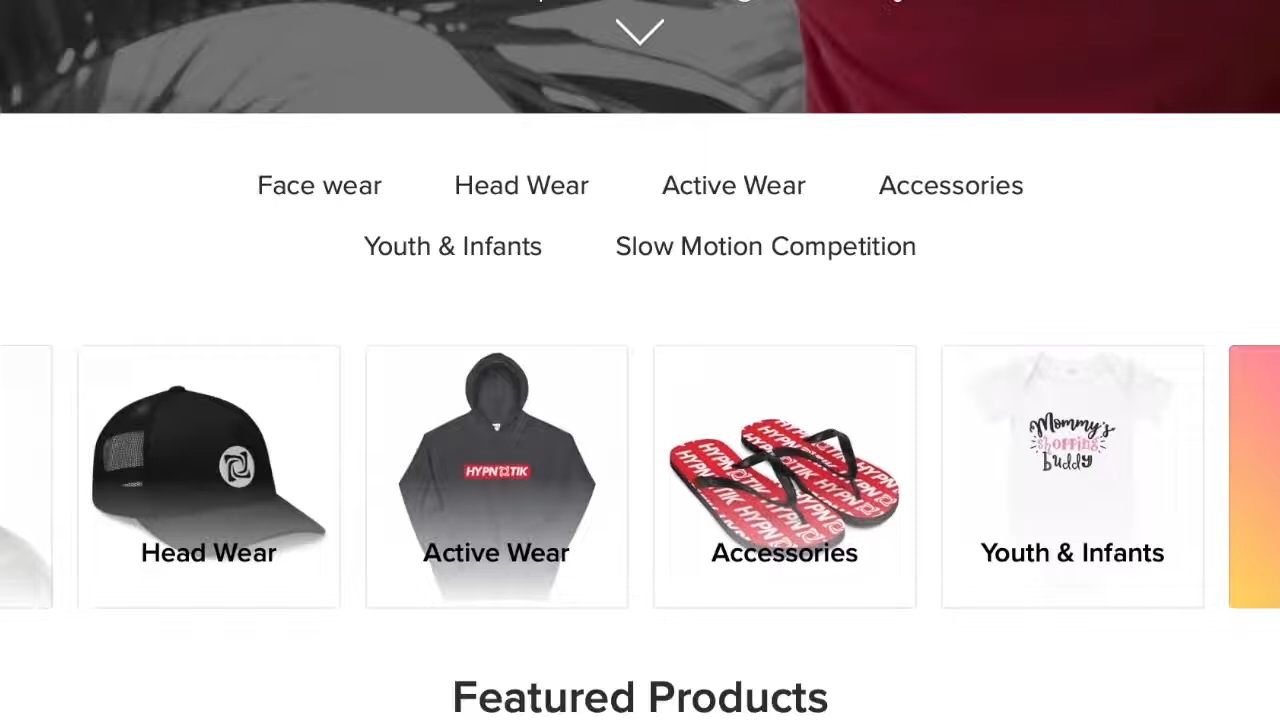 Face wear Head Wear Active Wear Accessories
Youth & Infants Slow Motion Competition
HYPNOTIK
Mommy's
shopping
buddy
HYPNOTIK HYPNOTIK
Head Wear Active Wear Accessories Youth & Infants
Featured Products